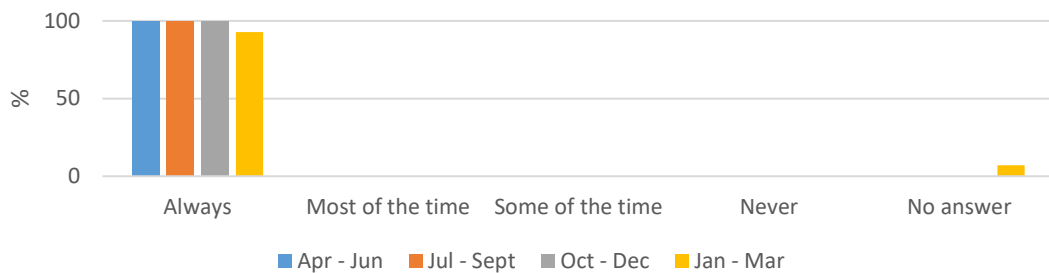 100
%
50
0
Always Most of the time Some of the time Never No answer
Apr - Jun Jul - Sept Oct - Dec Jan - Mar